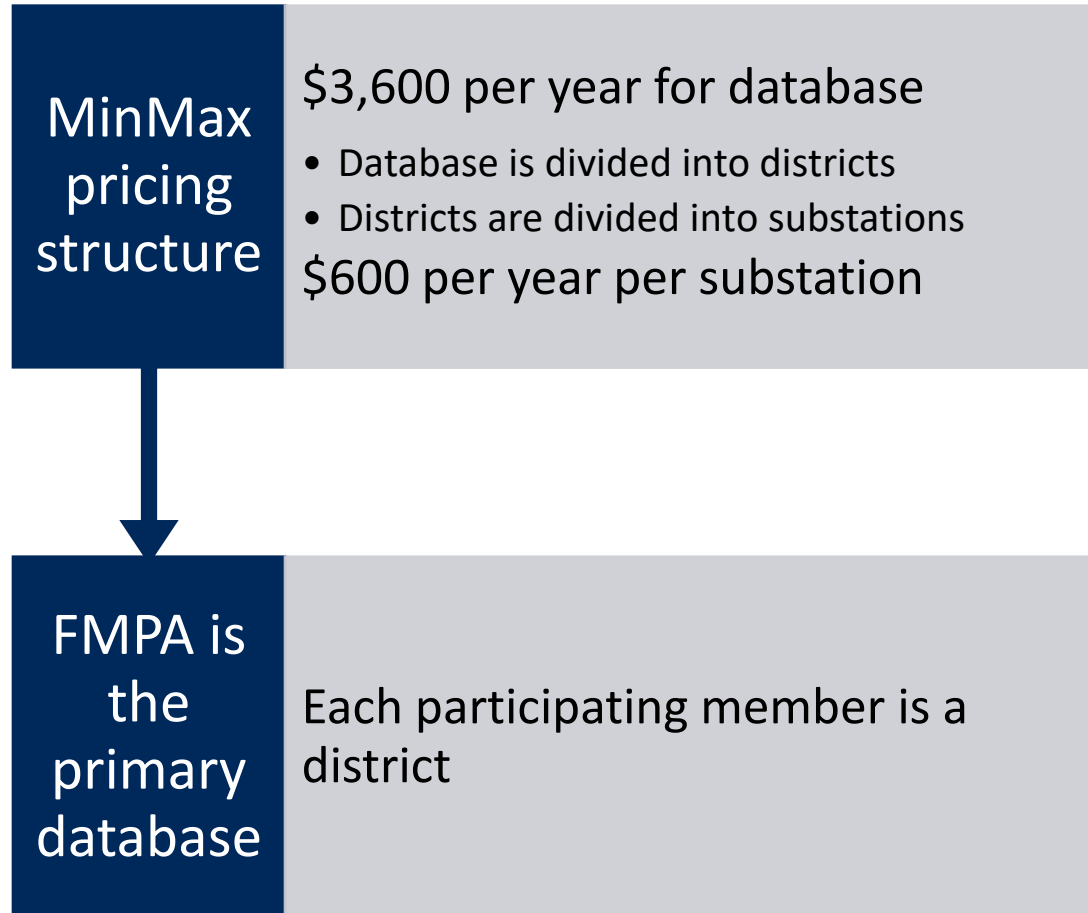 MinMax
pricing
structure
$3,600 per year for database
• Database is divided into districts
• Districts are divided into substations
$600 per year per substation
FMPA is
the
primary
database
Each participating member is a
district